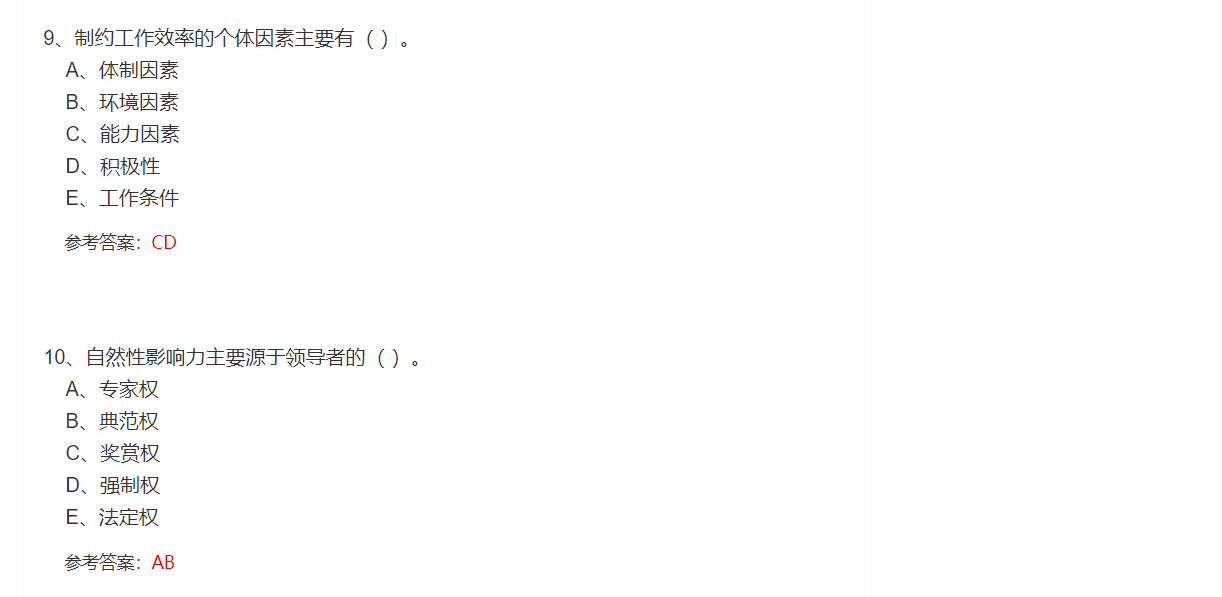 9、制约工作效率的个体因素主要有（ ）。
A、体制因素
B、环境因素
C、能力因素
D、积极性
E、工作条件
参考答案：CD
10、自然性影响力主要源于领导者的（ ）。
A、专家权
B、典范权
C、奖赏权
D、强制权
E、法定权
参考答案：AB